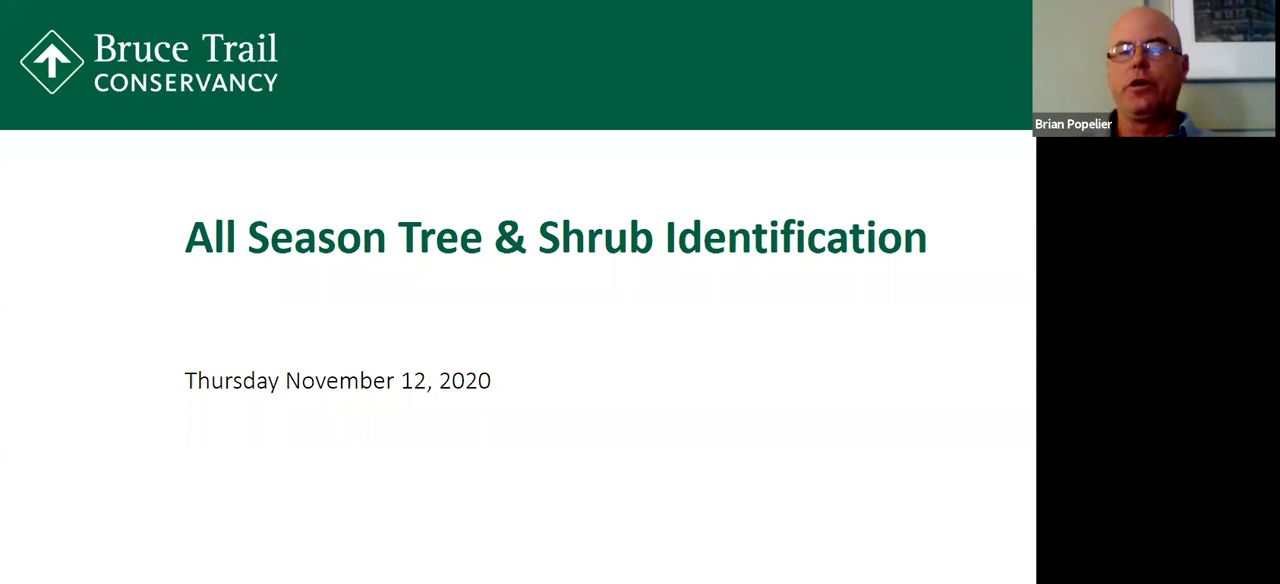 Bruce Trail
CONSERVANCY
Brian Popelier
All Season Tree & Shrub Identification
Thursday November 12, 2020